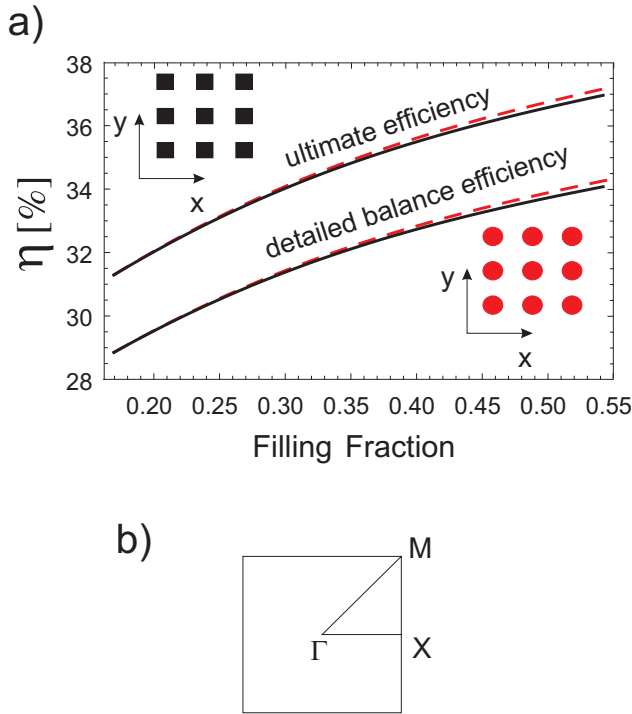 a)
38
36
34
32
30
28
η [%]
ultimate efficiency
detailed balance efficiency
y
x
y
x
0.20 0.25 0.30 0.35 0.40 0.45 0.50 0.55
Filling Fraction
b)
M
Γ
X